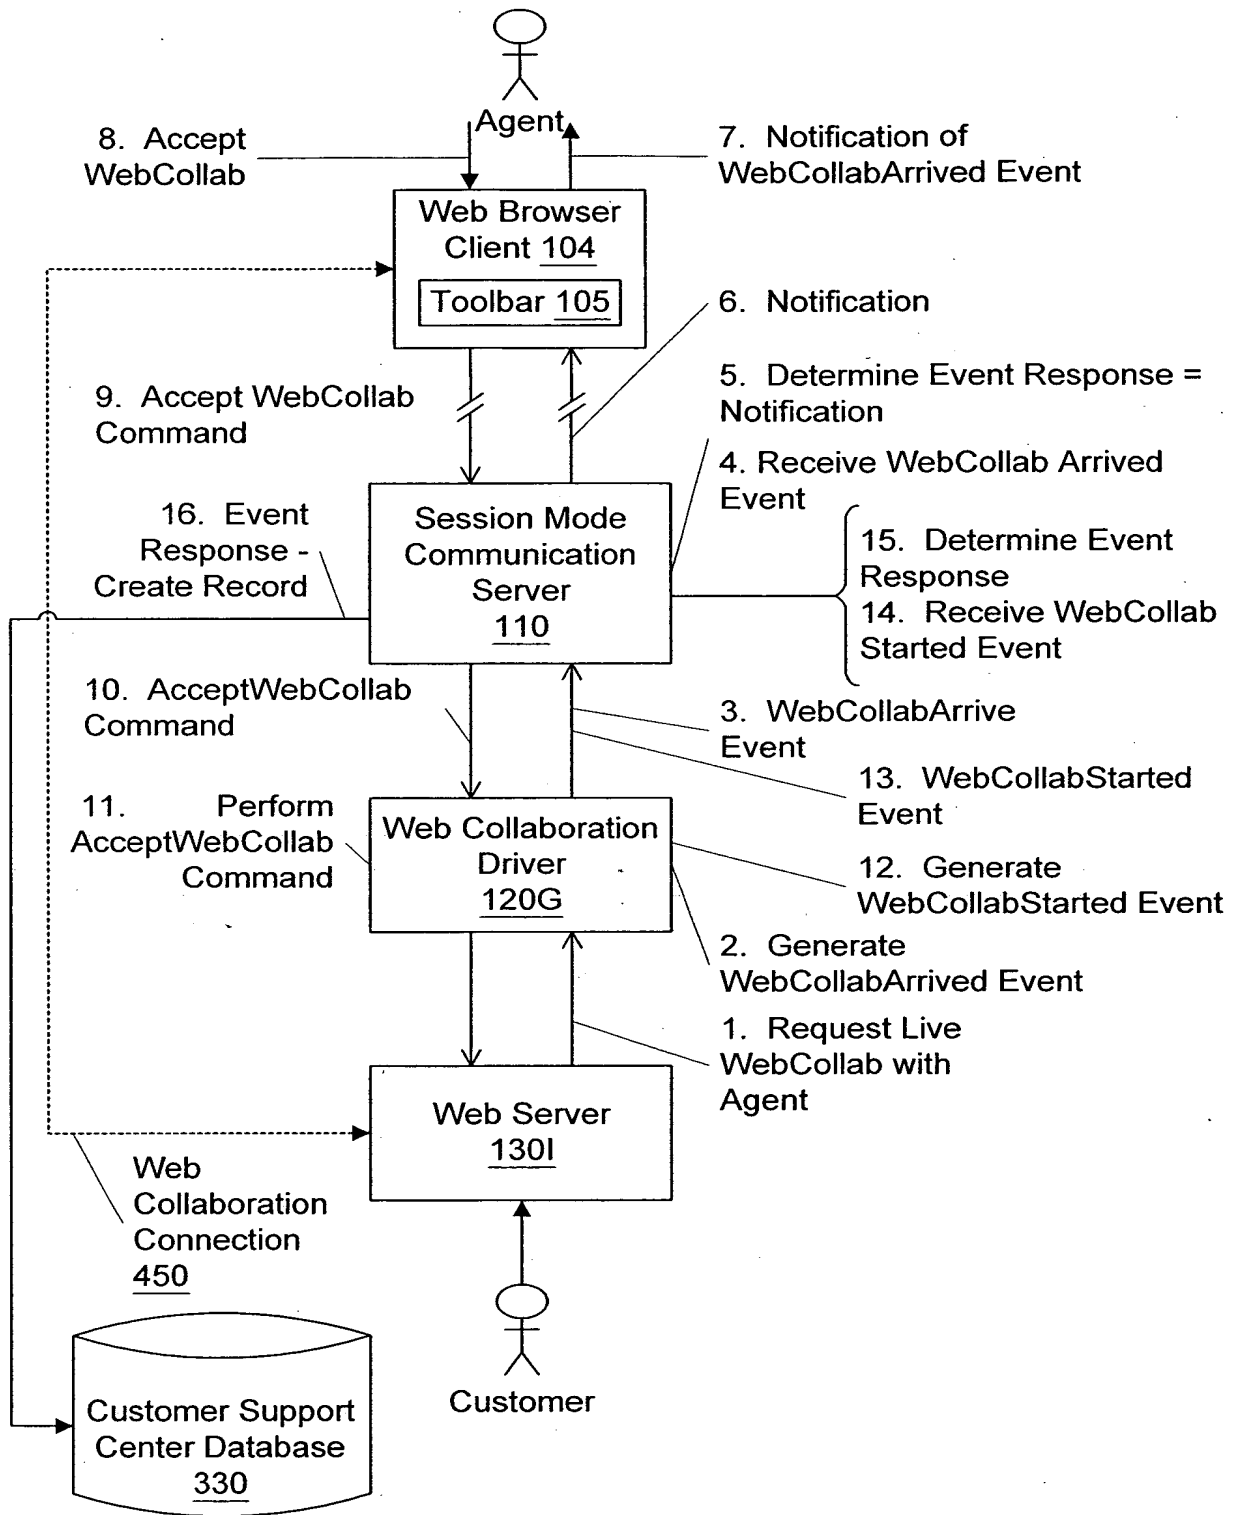 Agent
8. Accept
WebCollab
7. Notification of
WebCollabArrived Event
Web Browser
Client 104
Toolbar 105
6. Notification
9. Accept WebCollab
Command
5. Determine Event Response =
Notification
4. Receive WebCollab Arrived
Event
16. Event
Response -
Create Record
Session Mode
Communication
Server
110
15. Determine Event
Response
14. Receive WebCollab
Started Event
10. AcceptWebCollab
Command
3. WebCollabArrive
Event
13. WebCollabStarted
Event
11. Perform
AcceptWebCollab
Command
Web Collaboration
Driver
120G
12. Generate
WebCollabStarted Event
2. Generate
WebCollabArrived Event
1. Request Live
WebCollab with
Agent
Web Server
130I
Web
Collaboration
Connection
450
Customer
Customer Support
Center Database
330